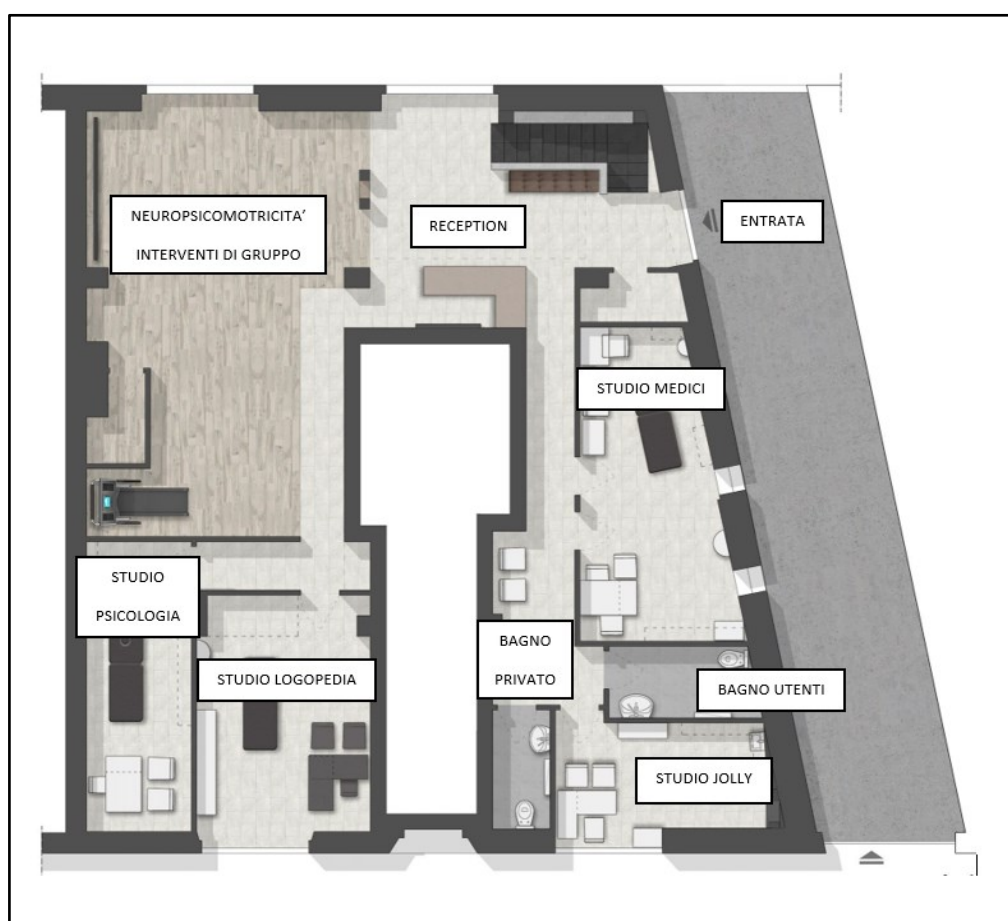 NEUROPSICOMOTRICITA'
INTERVENTI DI GRUPPO
RECEPTION
ENTRATA
STUDIO MEDICI
STUDIO
PSICOLOGIA
STUDIO LOGOPEDIA
BAGNO
PRIVATO
BAGNO UTENTI
STUDIO JOLLY